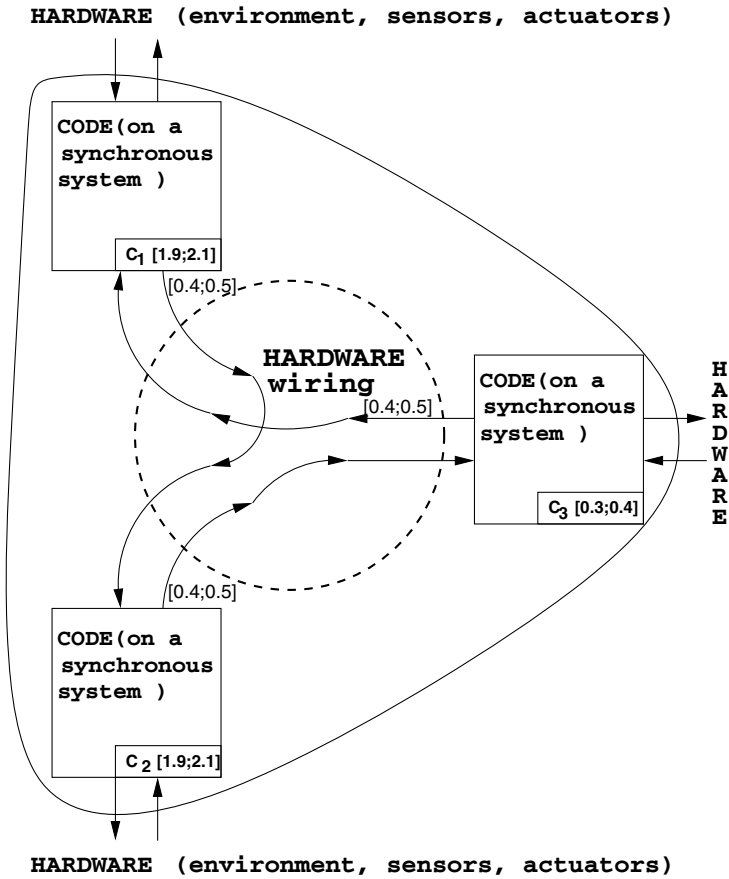 HARDWARE (environment, sensors, actuators)
CODE(on a
synchronous
system )
C1 [1.9;2.1]
[0.4;0.5]
HARDWARE
wiring
[0.4;0.5]
CODE(on a
synchronous
system )
C3 [0.3;0.4]
HARDWARE
[0.4;0.5]
CODE(on a
synchronous
system )
C2 [1.9;2.1]
HARDWARE (environment, sensors, actuators)